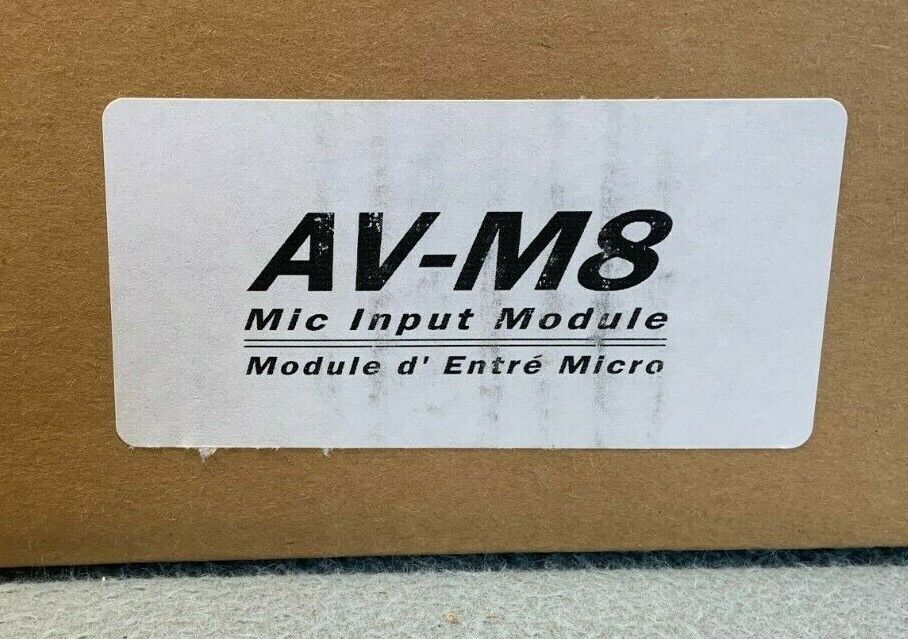 AV-M8
Mic Input Module
Module d' Entré Micro